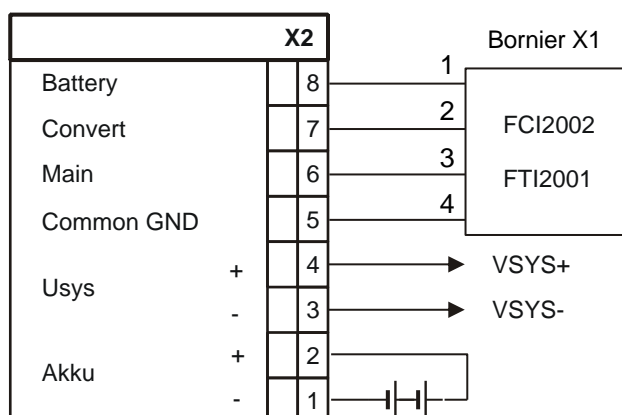 X2
Bornier X1
Battery 8 1
Convert 7 2 FCI2002
Main 6 3 FTI2001
Common GND 5 4
Usys + 4 VSYS+
- 3 VSYS-
Akku + 2
- 1